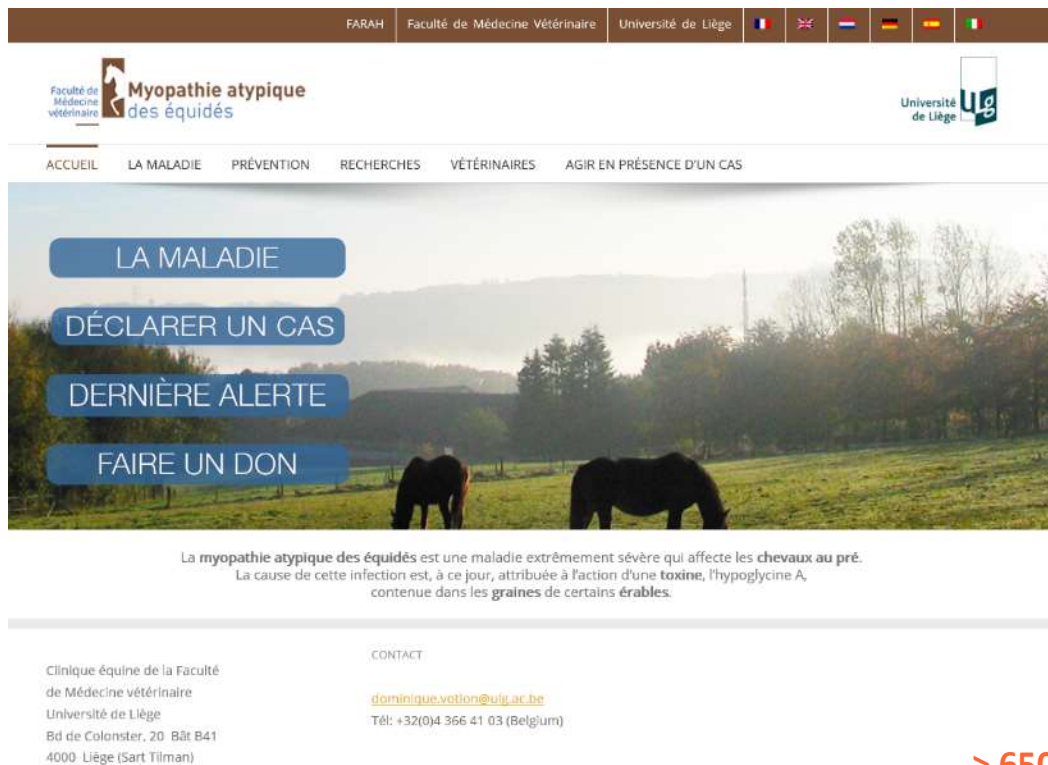 FARAH Faculté de Médecine Vétérinaire Université de Liège
Faculté de
Médecine
vétérinaire
Myopathie atypique
des équidés
Université
de Liège
ulg
ACCUEIL LA MALADIE PRÉVENTION RECHERCHES VÉTÉRINAIRES AGIR EN PRÉSENCE D'UN CAS
LA MALADIE
DÉCLARER UN CAS
DERNIÈRE ALERTE
FAIRE UN DON
La myopathie atypique des équidés est une maladie extrêmement sévère qui affecte les chevaux au pré.
La cause de cette infection est, à ce jour, attribuée à l'action d'une toxine, l'hypoglycine A,
contenue dans les graines de certains érables.
Clinique équine de la Faculté
de Médecine vétérinaire
Université de Liège
Bd de Colonster, 20 Bât B41
4000 Liège (Sart Tilman)
CONTACT
dominique.votion@ulg.ac.be
Tél: +32(0)4 366 41 03 (Belgium)
> 650